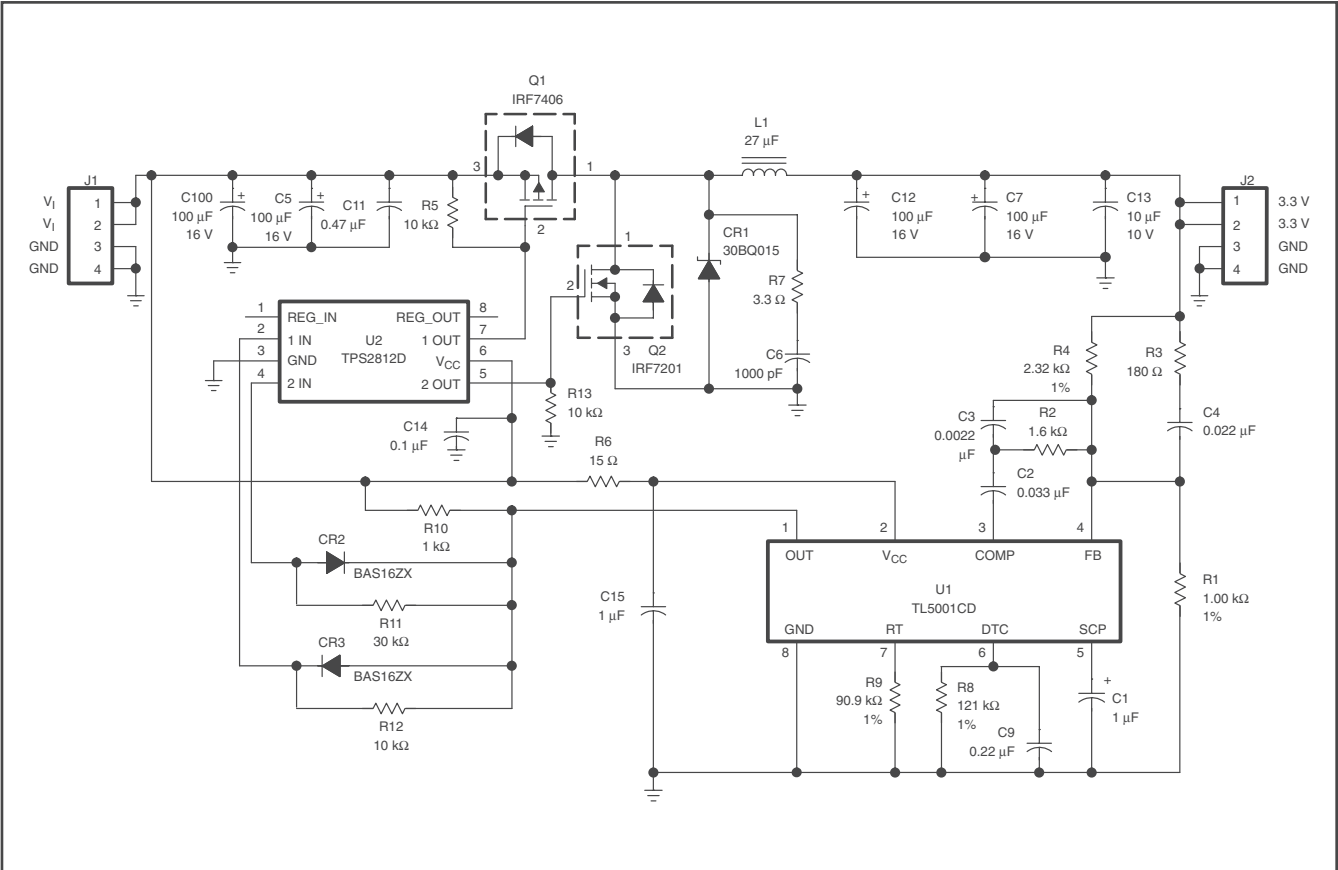 Q1
IRF7406
L1
27 μF
J1
VI
1
VI
2
GND
3
GND
4
C100
100 μF
16 V
+
C5
100 μF
16 V
+
C11
0.47 μF
R5
10 kΩ
3
1
2
1
2
3
Q2
IRF7201
CR1
30BQ015
R7
3.3 Ω
C6
1000 pF
+
C12
100 μF
16 V
+
C7
100 μF
16 V
C13
10 μF
10 V
J2
1
3.3 V
2
3.3 V
3
GND
4
GND
1
REG_IN
REG_OUT
8
2
1 IN
U2
1 OUT
7
3
GND
TPS2812D
VCC
6
4
2 IN
2 OUT
5
R13
10 kΩ
C14
0.1 μF
R6
15 Ω
R4
2.32 kΩ
1%
R3
180 Ω
C3
0.0022
μF
R2
1.6 kΩ
C4
0.022 μF
C2
0.033 μF
R10
1 kΩ
CR2
BAS16ZX
R11
30 kΩ
CR3
BAS16ZX
R12
10 kΩ
C15
1 μF
1
2
3
4
OUT
VCC
COMP
FB
U1
TL5001CD
GND
RT
DTC
SCP
8
7
6
5
R1
1.00 kΩ
1%
R9
90.9 kΩ
1%
R8
121 kΩ
1%
C9
0.22 μF
+
C1
1 μF